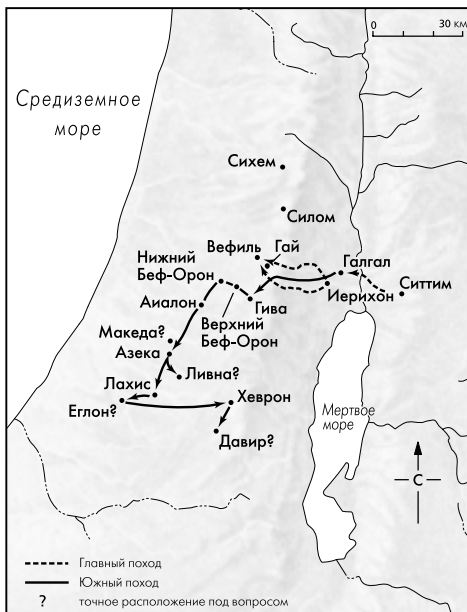 0 30 км
Средиземное
море
Сихем
Силом
Вефиль
Гай
Нижний
Беф-Орон
Галгал
Ситтим
Иерихон
Аиалон
Гива
Верхний
Беф-Орон
Македа?
Азека
Ливна?
Лахис
Хеврон
Еглон?
Мертвое
море
Давир?
С
Главный поход
Южный поход
? точное расположение под вопросом